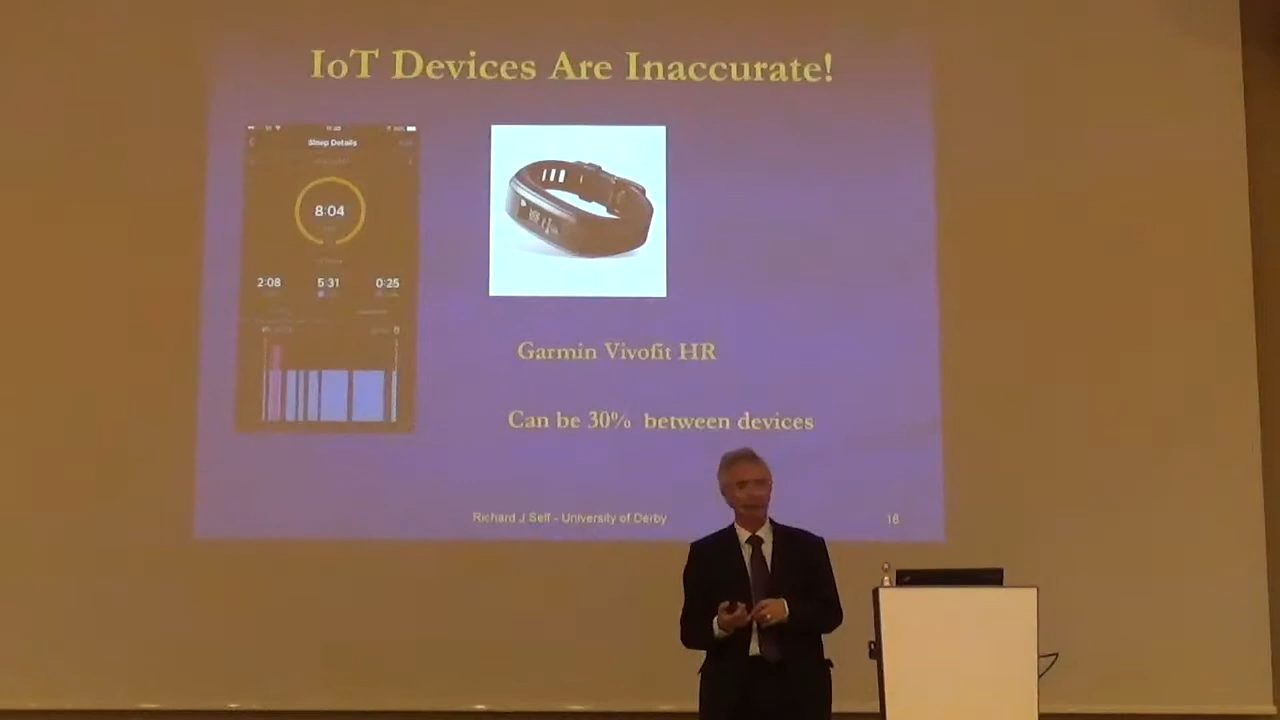 IoT Devices Are Inaccurate!
Sleep Details
8:04
2:08 5:31 0:25
Garmin Vivofit HR
Can be 30% between devices
Richard J Self - University of Derby
16